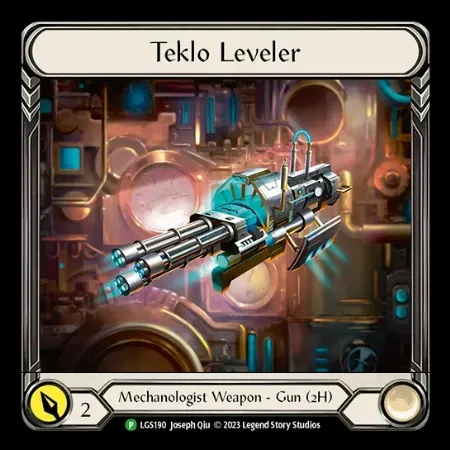 Teklo Leveler
2
Mechanologist Weapon - Gun (2H)
P LGS190 Joseph Qiu © 2023 Legend Story Studios